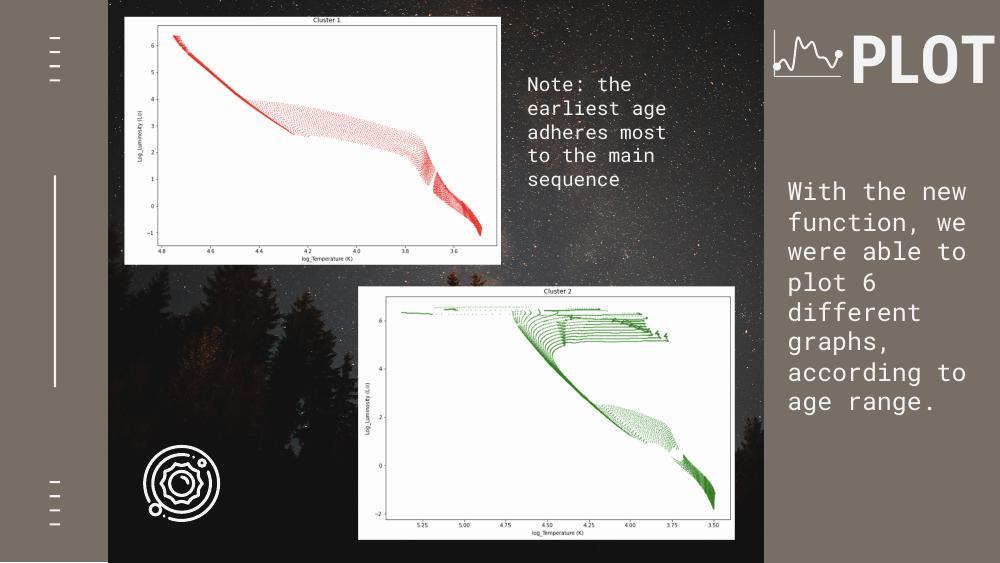 Cluster 1
6
5
4
3
2
1
0
−1
Log_Luminosity (Lo)
4.8 4.6 4.4 4.2 4.0 3.8 3.6
log_Temperature (K)
Note: the
earliest age
adheres most
to the main
sequence
PLOT
With the new
function, we
were able to
plot 6
different
graphs,
according to
age range.
Cluster 2
6
4
2
0
−2
Log_Luminosity (Lo)
5.25 5.00 4.75 4.50 4.25 4.00 3.75 3.50
log_Temperature (K)